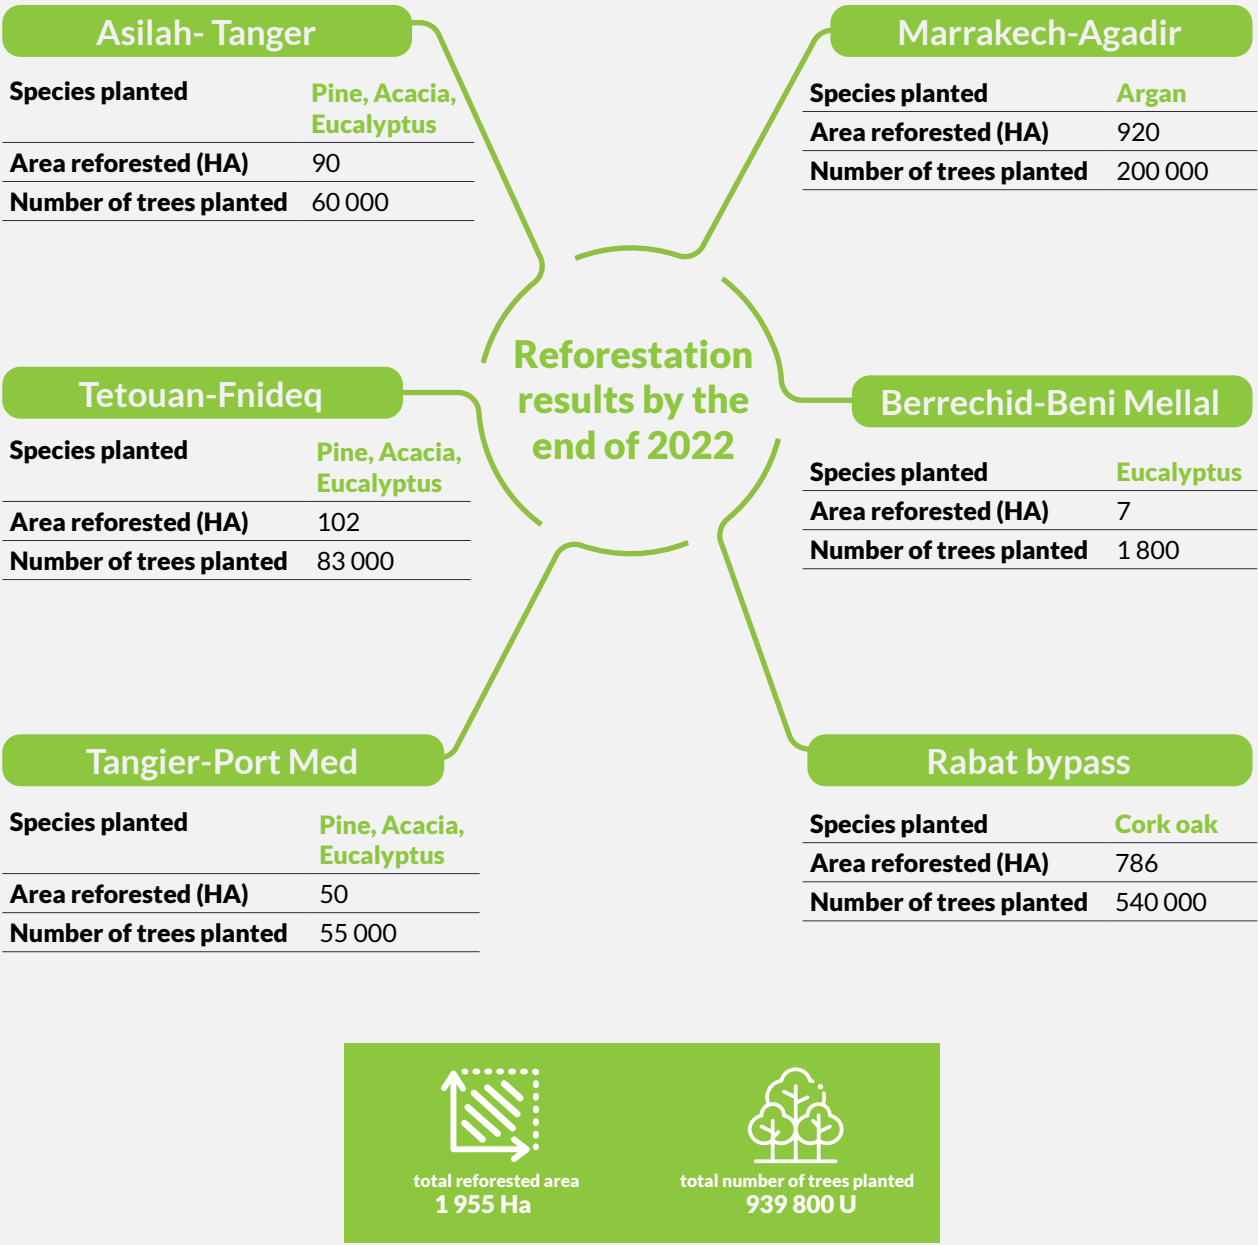 Asilah- Tanger
Species planted Pine, Acacia,
Eucalyptus
Area reforested (HA) 90
Number of trees planted 60 000
Marrakech-Agadir
Species planted Argan
Area reforested (HA) 920
Number of trees planted 200 000
Reforestation
results by the
end of 2022
Tetouan-Fnideq
Species planted Pine, Acacia,
Eucalyptus
Area reforested (HA) 102
Number of trees planted 83 000
Berrechid-Beni Mellal
Species planted Eucalyptus
Area reforested (HA) 7
Number of trees planted 1 800
Tangier-Port Med
Species planted Pine, Acacia,
Eucalyptus
Area reforested (HA) 50
Number of trees planted 55 000
Rabat bypass
Species planted Cork oak
Area reforested (HA) 786
Number of trees planted 540 000
total reforested area
1 955 Ha
total number of trees planted
939 800 U